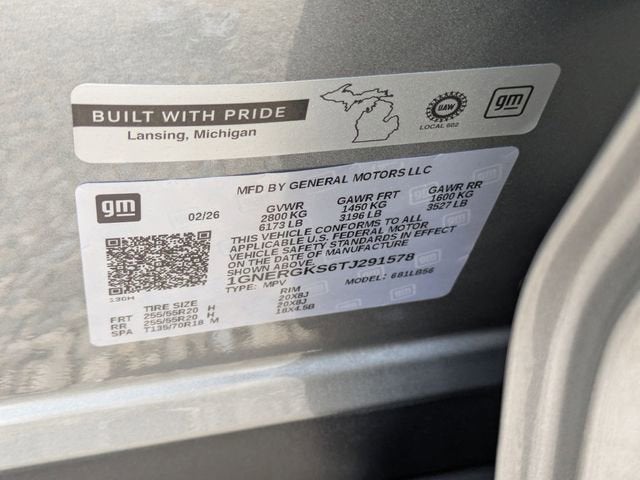 BUILT WITH PRIDE
Lansing, Michigan
UAW
LOCAL 602
gm
gm
MFD BY GENERAL MOTORS LLC
02/26
GVWR GAWR FRT GAWR RR
2800 KG 1450 KG 1600 KG
6173 LB 3196 LB 3527 LB
THIS VEHICLE CONFORMS TO ALL
APPLICABLE U.S. FEDERAL MOTOR
VEHICLE SAFETY STANDARDS IN EFFECT
ON THE DATE OF MANUFACTURE
SHOWN ABOVE.
1GNERGKS6TJ291578
TYPE: MPV MODEL: 681LB56
13GH
TIRE SIZE RIM
FRT 255/55R20 H 20X8J
RR 255/55R20 H 20X8J
SPA T135/70R18 M 18X4.5B